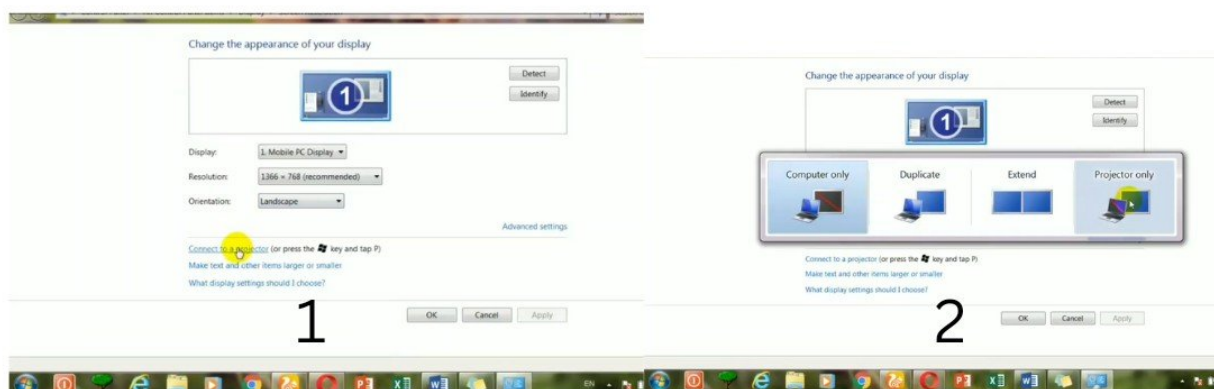 Change the appearance of your display
1
Detect
Identify
Display: 1. Mobile PC Display
Resolution: 1366 × 768 (recommended)
Orientation: Landscape
Advanced settings
Connect to a projector (or press the key and tap P)
Make text and other items larger or smaller
What display settings should I choose?
OK Cancel Apply
1
EN
Change the appearance of your display
1
Detect
Identify
Computer only Duplicate Extend Projector only
Connect to a projector (or press the key and tap P)
Make text and other items larger or smaller
What display settings should I choose?
OK Cancel Apply
2